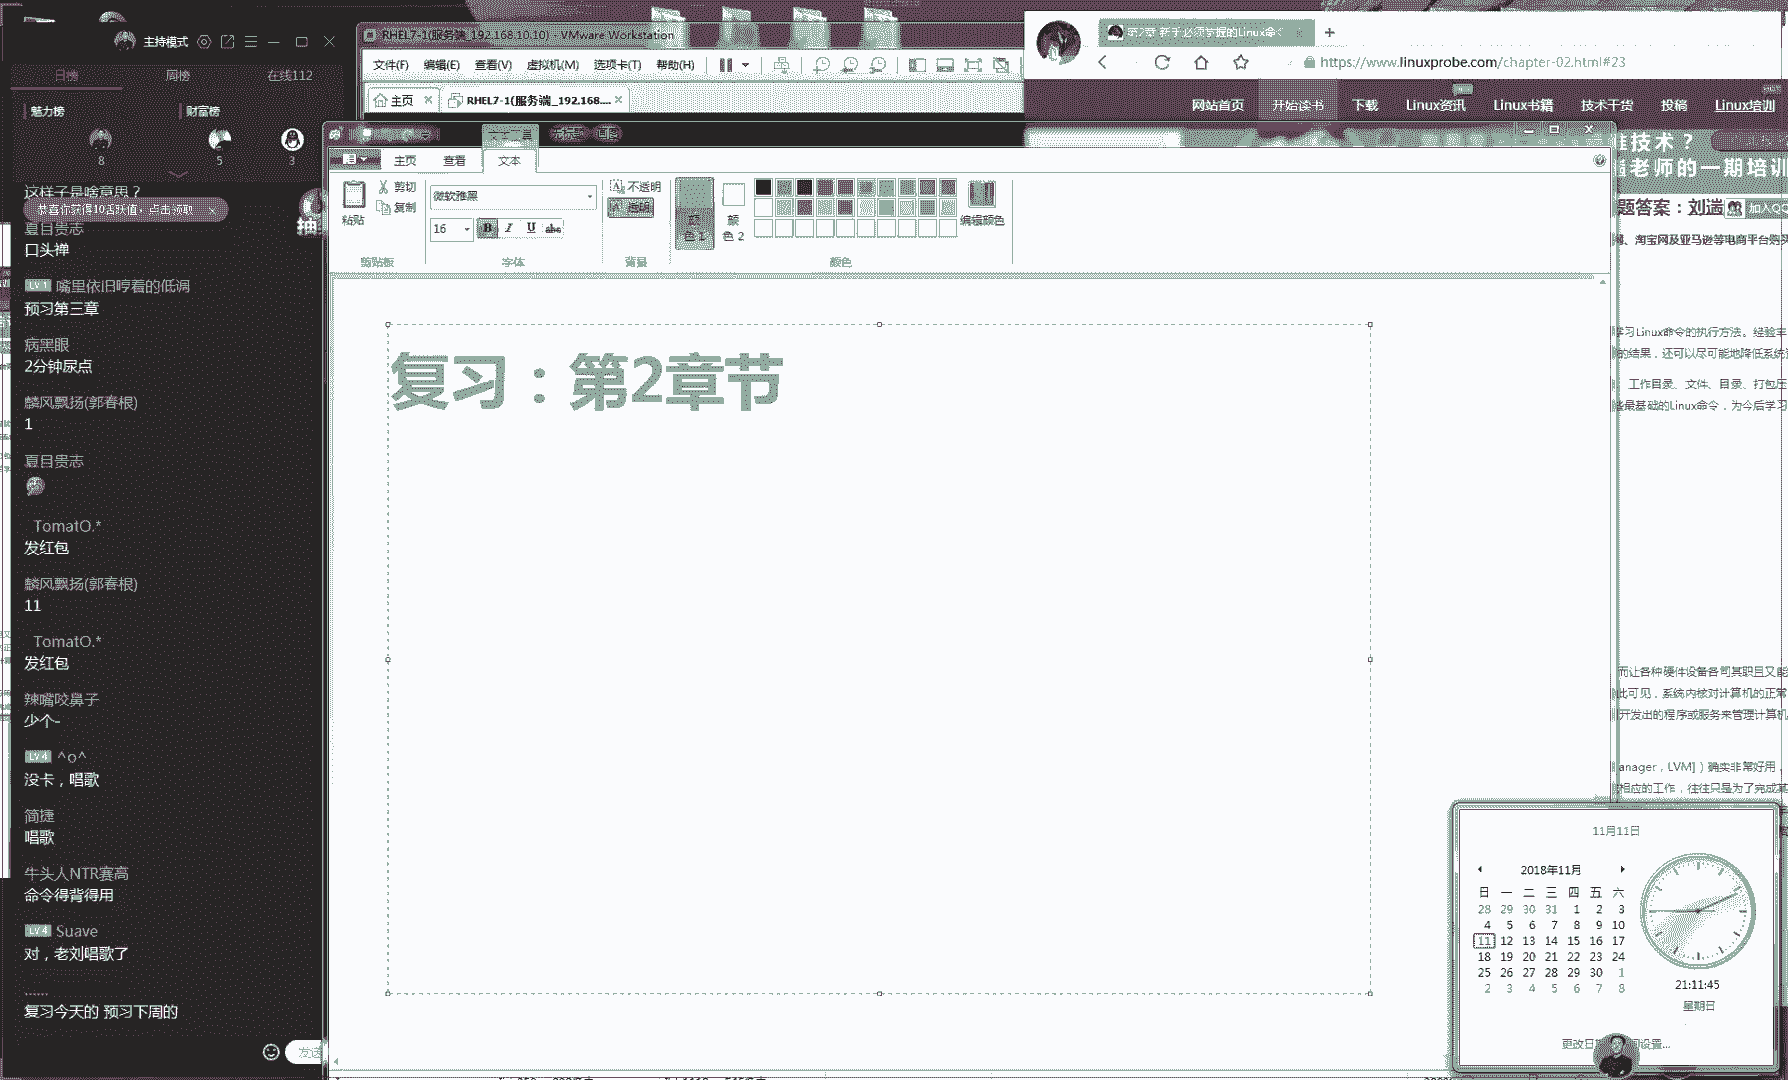 主持模式
日榜 周榜 在线112
魅力榜 财富榜
8 5 3
这样子是啥意思？
恭喜你获得10活跃值，点击领取
夏目贵志
口头禅
LV 1 嘴里依旧哼着的低调
预习第三章
病黑眼
2分钟尿点
麟风飘扬(郭春根)
1
夏目贵志
TomatO.*
发红包
麟风飘扬(郭春根)
11
TomatO.*
发红包
辣嘴咬鼻子
少个-
LV 4 ^o^
没卡，唱歌
简捷
唱歌
牛头人NTR赛高
命令得背得用
LV 4 Suave
对，老刘唱歌了
......
复习今天的 预习下周的
发送
RHEL7-1(服务端_192.168.10.10) - VMware Workstation
文件(F) 编辑(E) 查看(V) 虚拟机(M) 选项卡(T) 帮助(H)
主页 RHEL7-1(服务端_192.168....
第2章 新手必须掌握的Linux命令
https://www.linuxprobe.com/chapter-02.html#23
网站首页 开始读书 下载 Linux资讯 Linux书籍 技术干货 投稿 Linux培训
无标题 - 画图
主页 查看 文本
粘贴 剪切 复制
微软雅黑
16 B I U abc
不透明
透明
颜色 1 颜色 2 编辑颜色
剪贴板 字体 背景 颜色
复习：第2章节
技术？
老师的一期培训
题答案：刘遄 加入QQ
、淘宝网及亚马逊等电商平台购买
学习Linux命令的执行方法。经验丰
的结果，还可以尽可能地降低系统
工作目录、文件、目录、打包压
最基础的Linux命令，为今后学习
而让各种硬件设备各司其职且又能
此可见，系统内核对计算机的正常
开发出的程序或服务来管理计算机
anager，LVM]）确实非常好用，
相应的工作，往往只是为了完成某
11月11日
2018年11月
日 一 二 三 四 五 六
28 29 30 31 1 2 3
4 5 6 7 8 9 10
11 12 13 14 15 16 17
18 19 20 21 22 23 24
25 26 27 28 29 30 1
2 3 4 5 6 7 8
21:11:45
星期日
更改日 间设置...